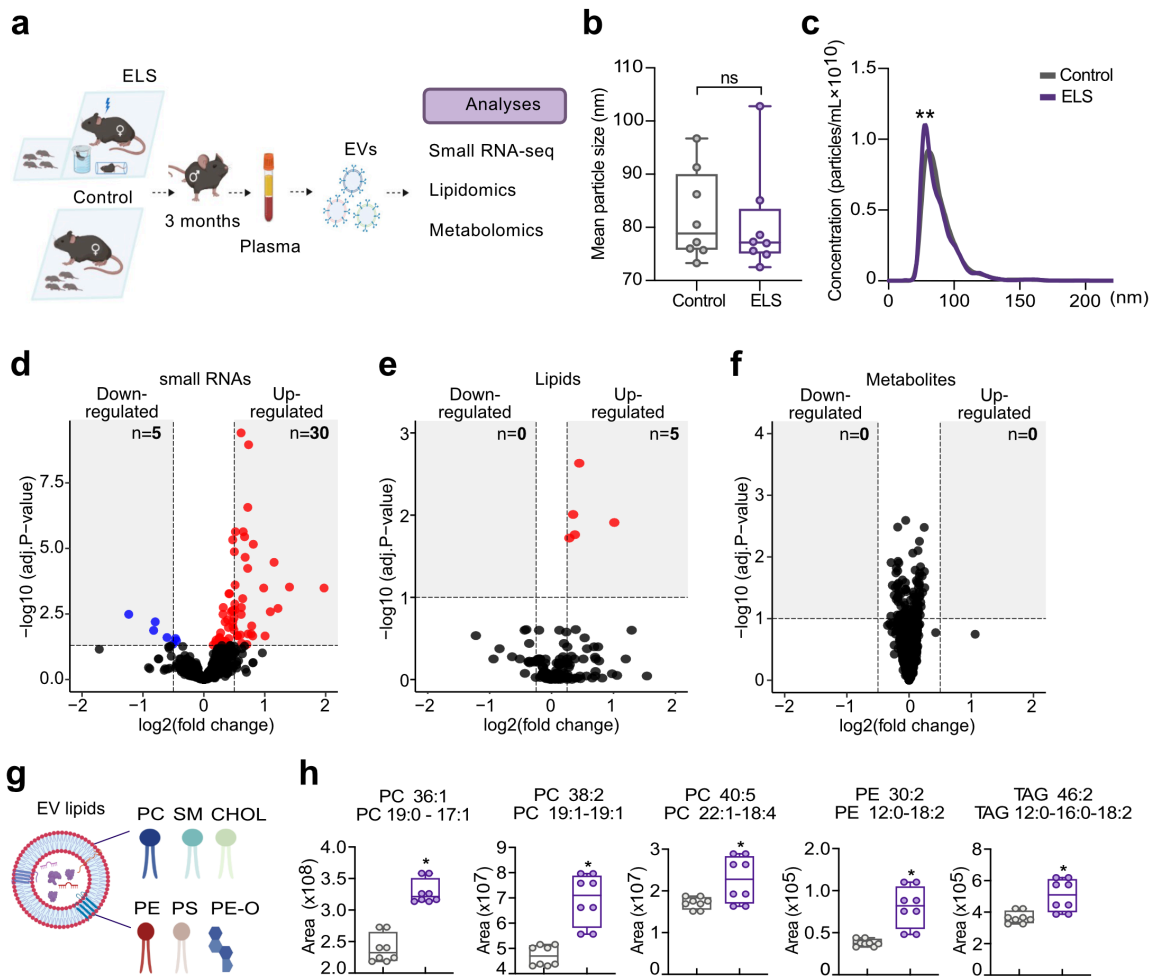 a
ELS
Control
3 months
Plasma
EVs
Analyses
Small RNA-seq
Lipidomics
Metabolomics
b
Mean particle size (nm)
110
100
90
80
70
ns
Control
ELS
c
Concentration (particles/mL×10¹⁰)
1.5
1.0
0.5
0
**
Control
ELS
0
100
150
200
(nm)
d
small RNAs
Down-
regulated
n=5
Up-
regulated
n=30
−log10 (adj.P−value)
7.5
5.0
2.5
0.0
−2
−1
0
1
2
log2(fold change)
e
Lipids
Down-
regulated
n=0
Up-
regulated
n=5
−log10 (adj.P−value)
3
2
1
0
−2
−1
0
1
2
log2(fold change)
f
Metabolites
Down-
regulated
n=0
Up-
regulated
n=0
−log10 (adj.P−value)
4
3
2
1
0
−2
−1
0
1
2
log2(fold change)
g
EV lipids
PC SM CHOL
PE PS PE-O
h
PC 36:1
PC 19:0 - 17:1
Area (x10⁸)
4.0
3.0
2.5
2.0
*
PC 38:2
PC 19:1-19:1
Area (x10⁷)
9
8
7
6
5
4
*
PC 40:5
PC 22:1-18:4
Area (x10⁷)
3
2
1
0
*
PE 30:2
PE 12:0-18:2
Area (x10⁵)
2.0
1.0
0.5
0
*
TAG 46:2
TAG 12:0-16:0-18:2
Area (x10⁵)
8
6
4
2
0
*